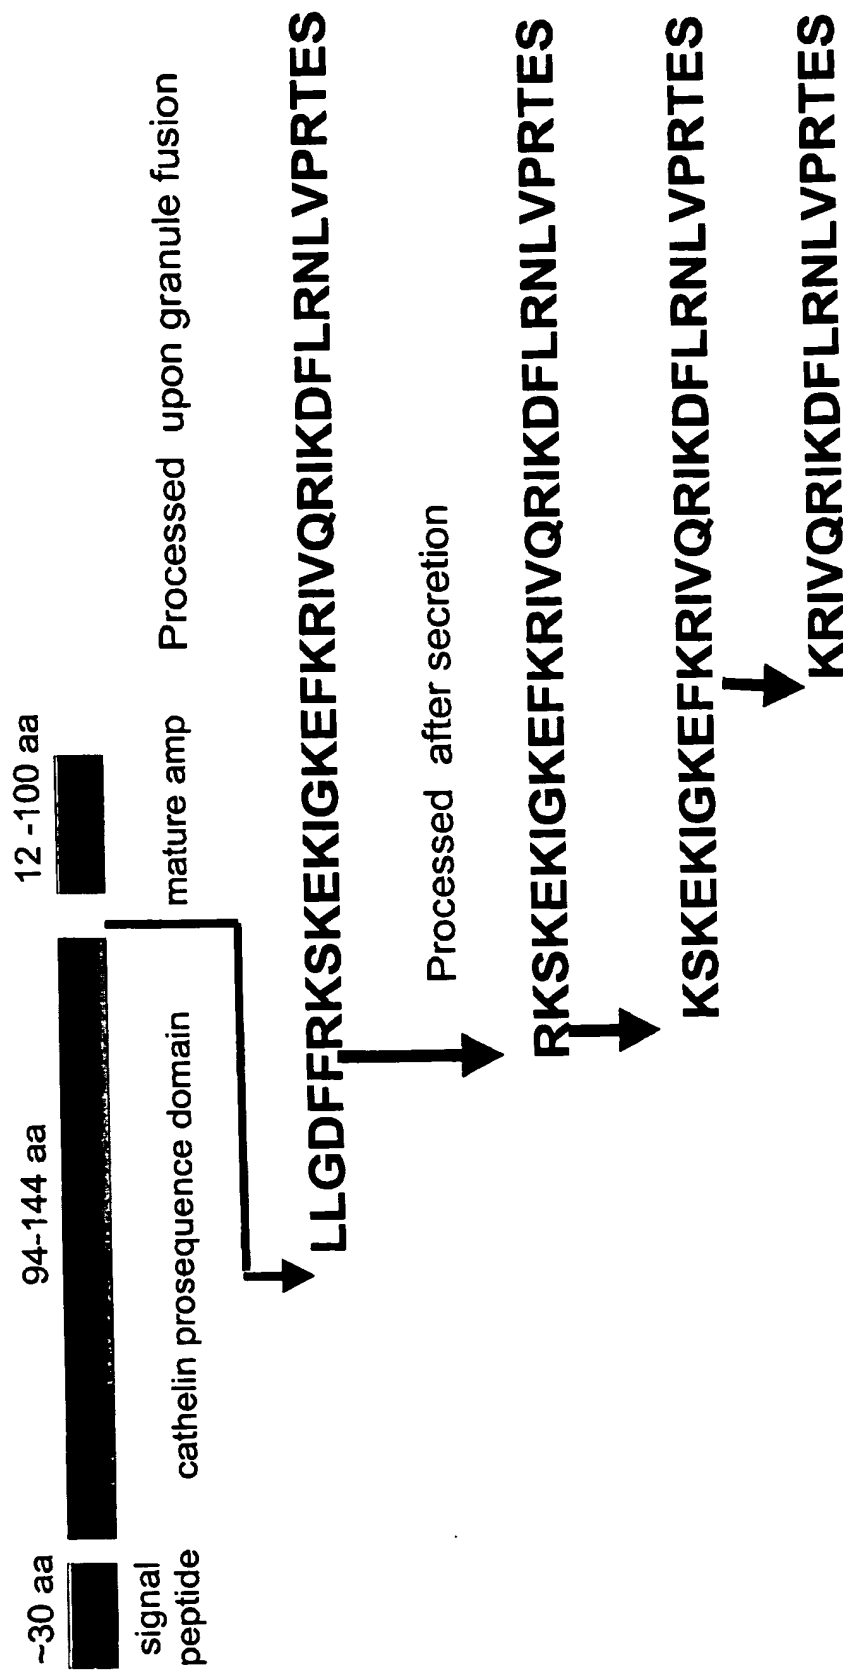 ~30 aa
94-144 aa
12 -100 aa
signal
peptide
cathelin prosequence domain
mature amp
Processed upon granule fusion
LLGDFFRKSKEKIGKEFKRIVQRIKDFLRNLVPRTES
Processed after secretion
RKSKEKIGKEFKRIVQRIKDFLRNLVPRTES
KSKEKIGKEFKRIVQRIKDFLRNLVPRTES
KRIVQRIKDFLRNLVPRTES